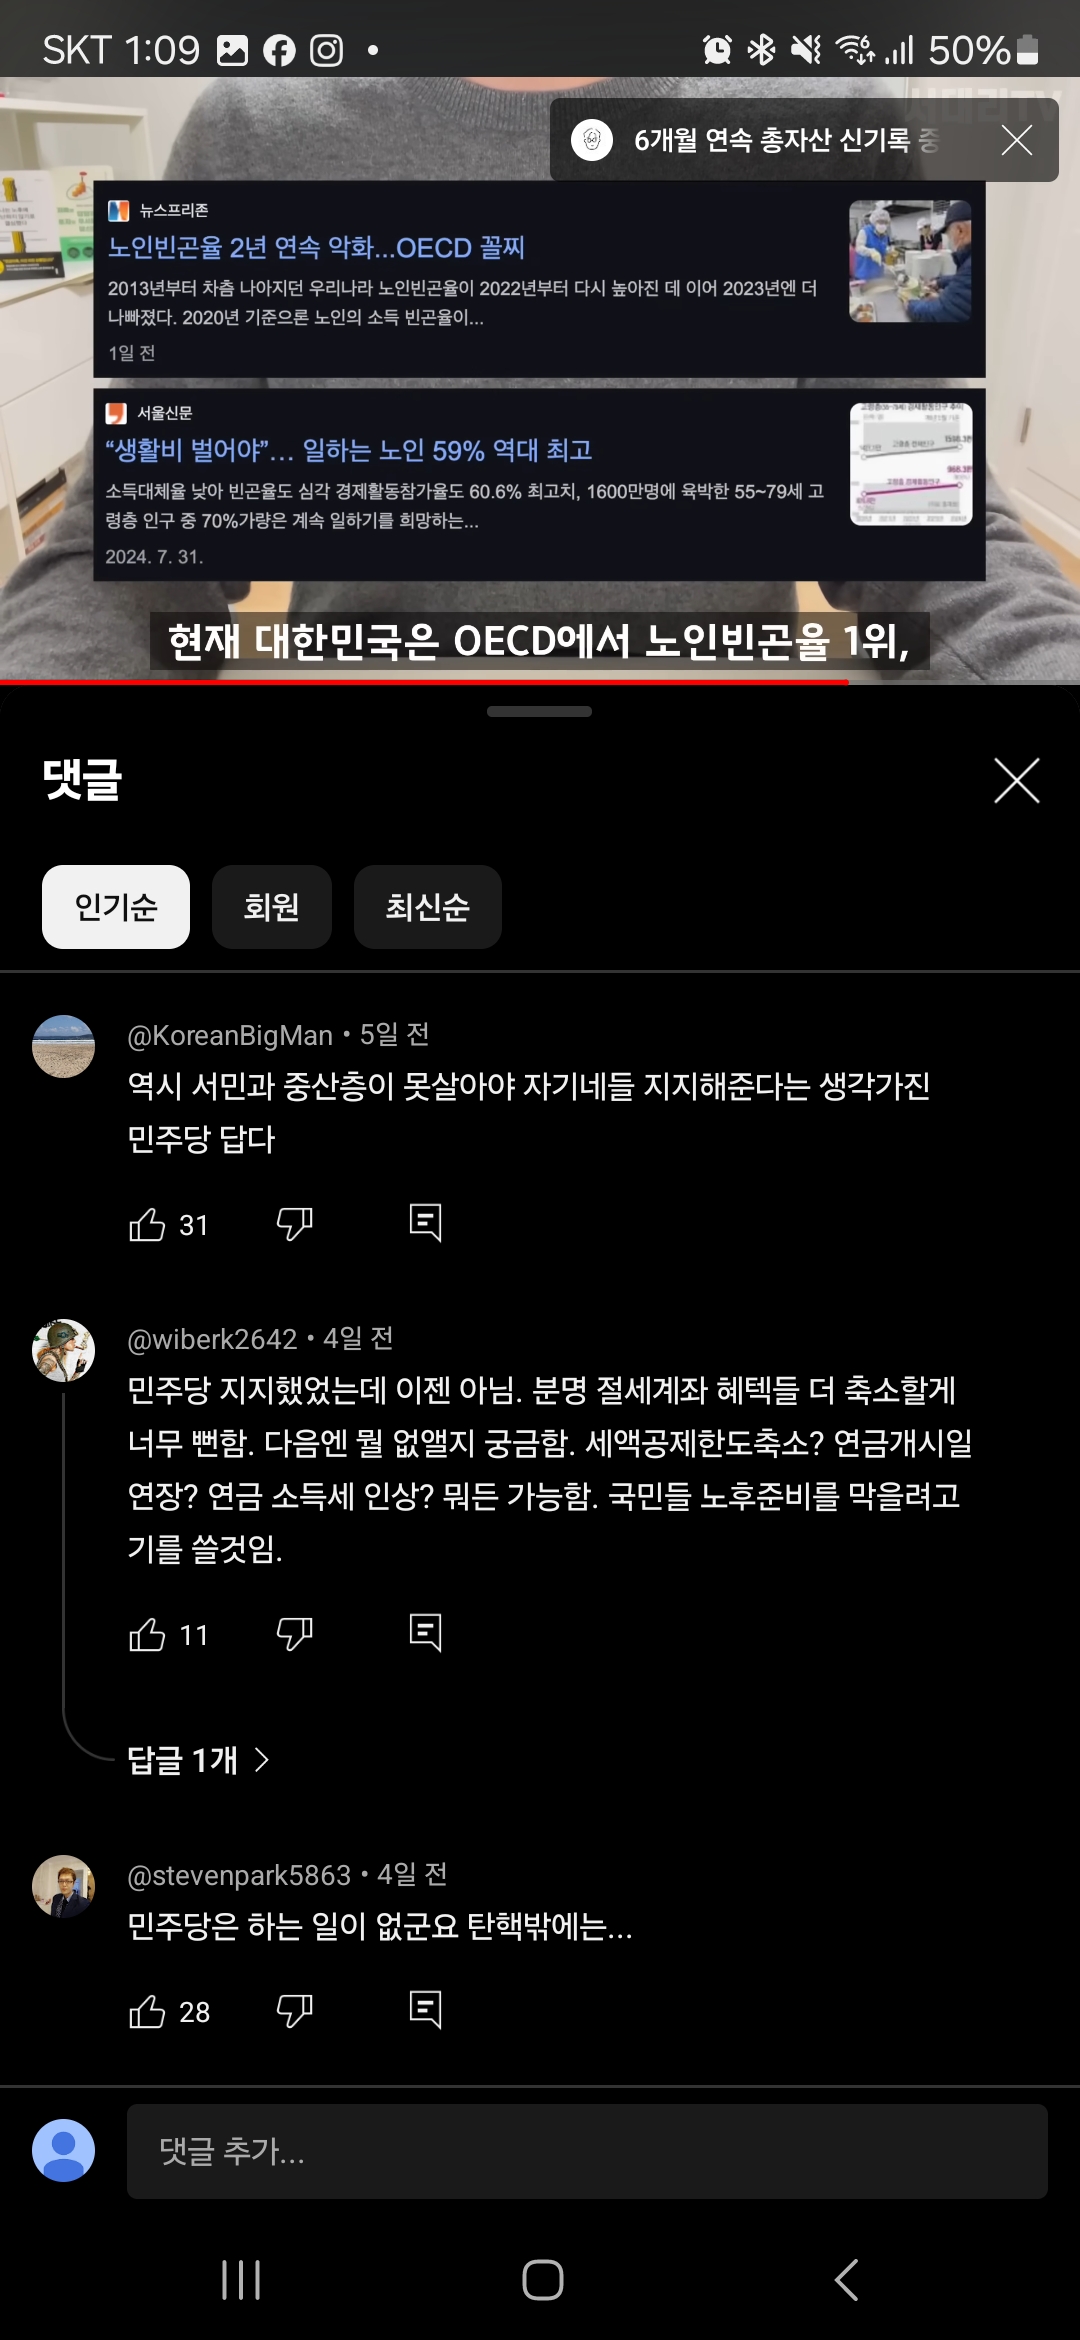 SKT 1:09
50%
6개월 연속 총자산 신기록
뉴스프리존
노인빈곤율 2년 연속 악화...OECD 꼴찌
2013년부터 차츰 나아지던 우리나라 노인빈곤율이 2022년부터 다시 높아진 데 이어 2023년엔 더
나빠졌다. 2020년 기준으론 노인의 소득 빈곤율이...
1일 전
서울신문
“생활비 벌어야”... 일하는 노인 59% 역대 최고
소득대체율 낮아 빈곤율도 심각 경제활동참가율도 60.6% 최고치, 1600만명에 육박한 55~79세 고
령층 인구 중 70%가량은 계속 일하기를 희망하는...
2024. 7. 31.
현재 대한민국은 OECD에서 노인빈곤율 1위,
댓글
인기순 회원 최신순
@KoreanBigMan • 5일 전
역시 서민과 중산층이 못살아야 자기네들 지지해준다는 생각가진
민주당 답다
31
@wiberk2642 • 4일 전
민주당 지지했었는데 이젠 아님. 분명 절세계좌 혜텍들 더 축소할게
너무 뻔함. 다음엔 뭘 없앨지 궁금함. 세액공제한도축소? 연금개시일
연장? 연금 소득세 인상? 뭐든 가능함. 국민들 노후준비를 막을려고
기를 쓸것임.
11
답글 1개
@stevenpark5863 • 4일 전
민주당은 하는 일이 없군요 탄핵밖에는...
28
댓글 추가...